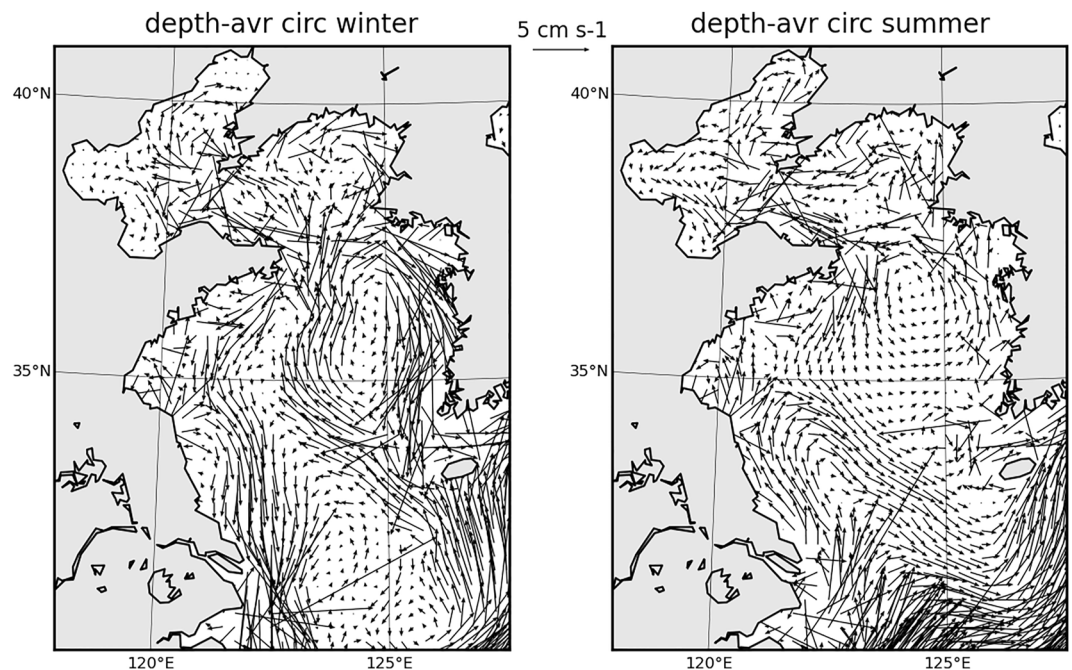 depth-avr circ winter
5 cm s-1
depth-avr circ summer
40°N
40°N
35°N
35°N
120°E
125°E
120°E
125°E